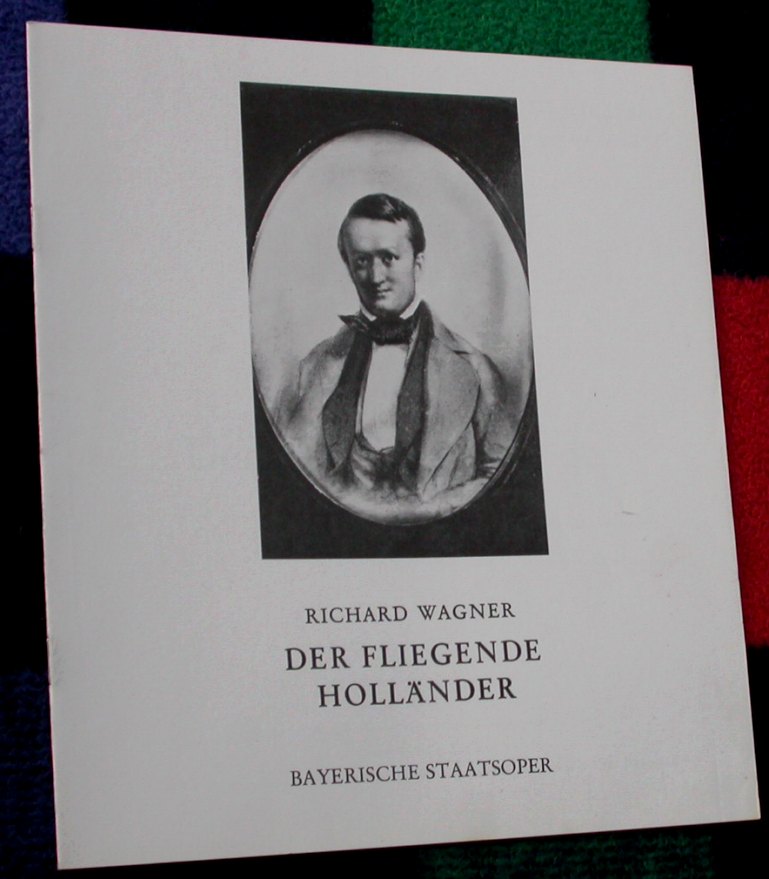 RICHARD WAGNER
DER FLIEGENDE
HOLLÄNDER
BAYERISCHE STAATSOPER